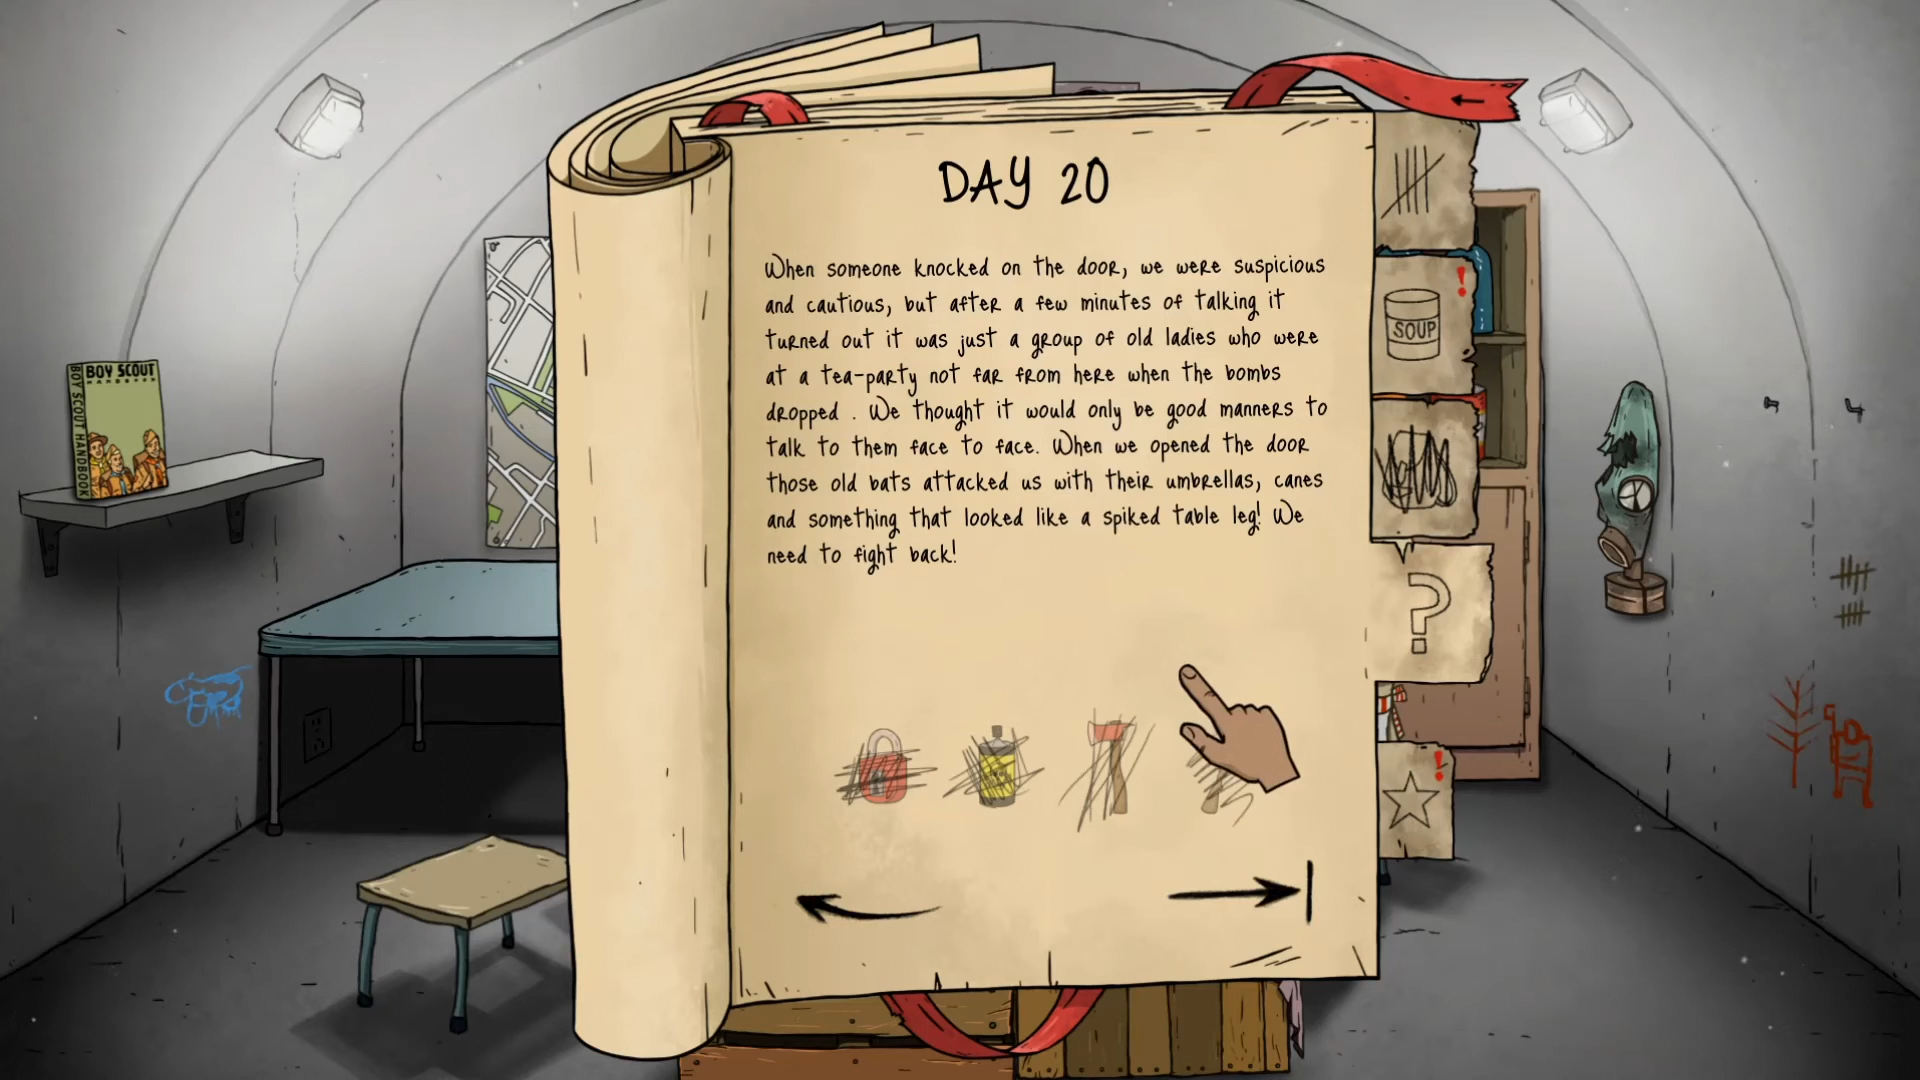 BOY SCOUT
HANDBOOK
BOY SCOUT HANDBOOK
DAY 20
When someone knocked on the door, we were suspicious
and cautious, but after a few minutes of talking it
turned out it was just a group of old ladies who were
at a tea-party not far from here when the bombs
dropped . We thought it would only be good manners to
talk to them face to face. When we opened the door
those old bats attacked us with their umbrellas, canes
and something that looked like a spiked table leg! We
need to fight back!
!
SOUP
?
!